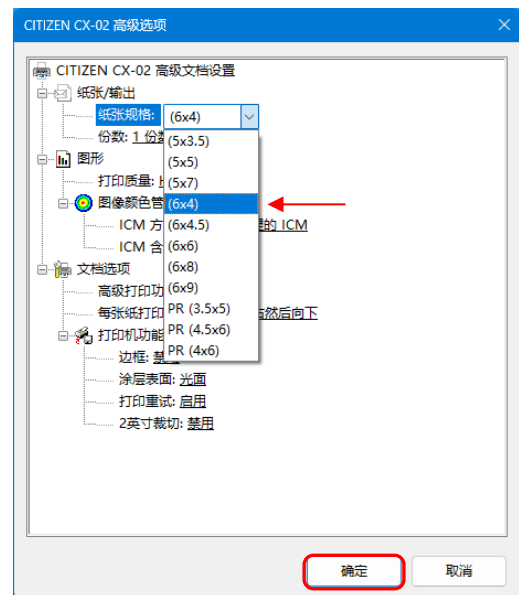 CITIZEN CX-02 高级选项
CITIZEN CX-02 高级文档设置
纸张/输出
纸张规格: (6x4)
份数: 1 份
(5x3.5)
图形
(5x5)
打印质量:
(5x7)
图像颜色管
(6x4)
ICM 方
(6x4.5)
的 ICM
ICM 含
(6x6)
文档选项
(6x8)
高级打印功
(6x9)
每张纸打印
PR (3.5x5)
然后向下
打印机功能
PR (4.5x6)
边框:
PR (4x6)
涂层表面: 光面
打印重试: 启用
2英寸裁切: 禁用
确定
取消